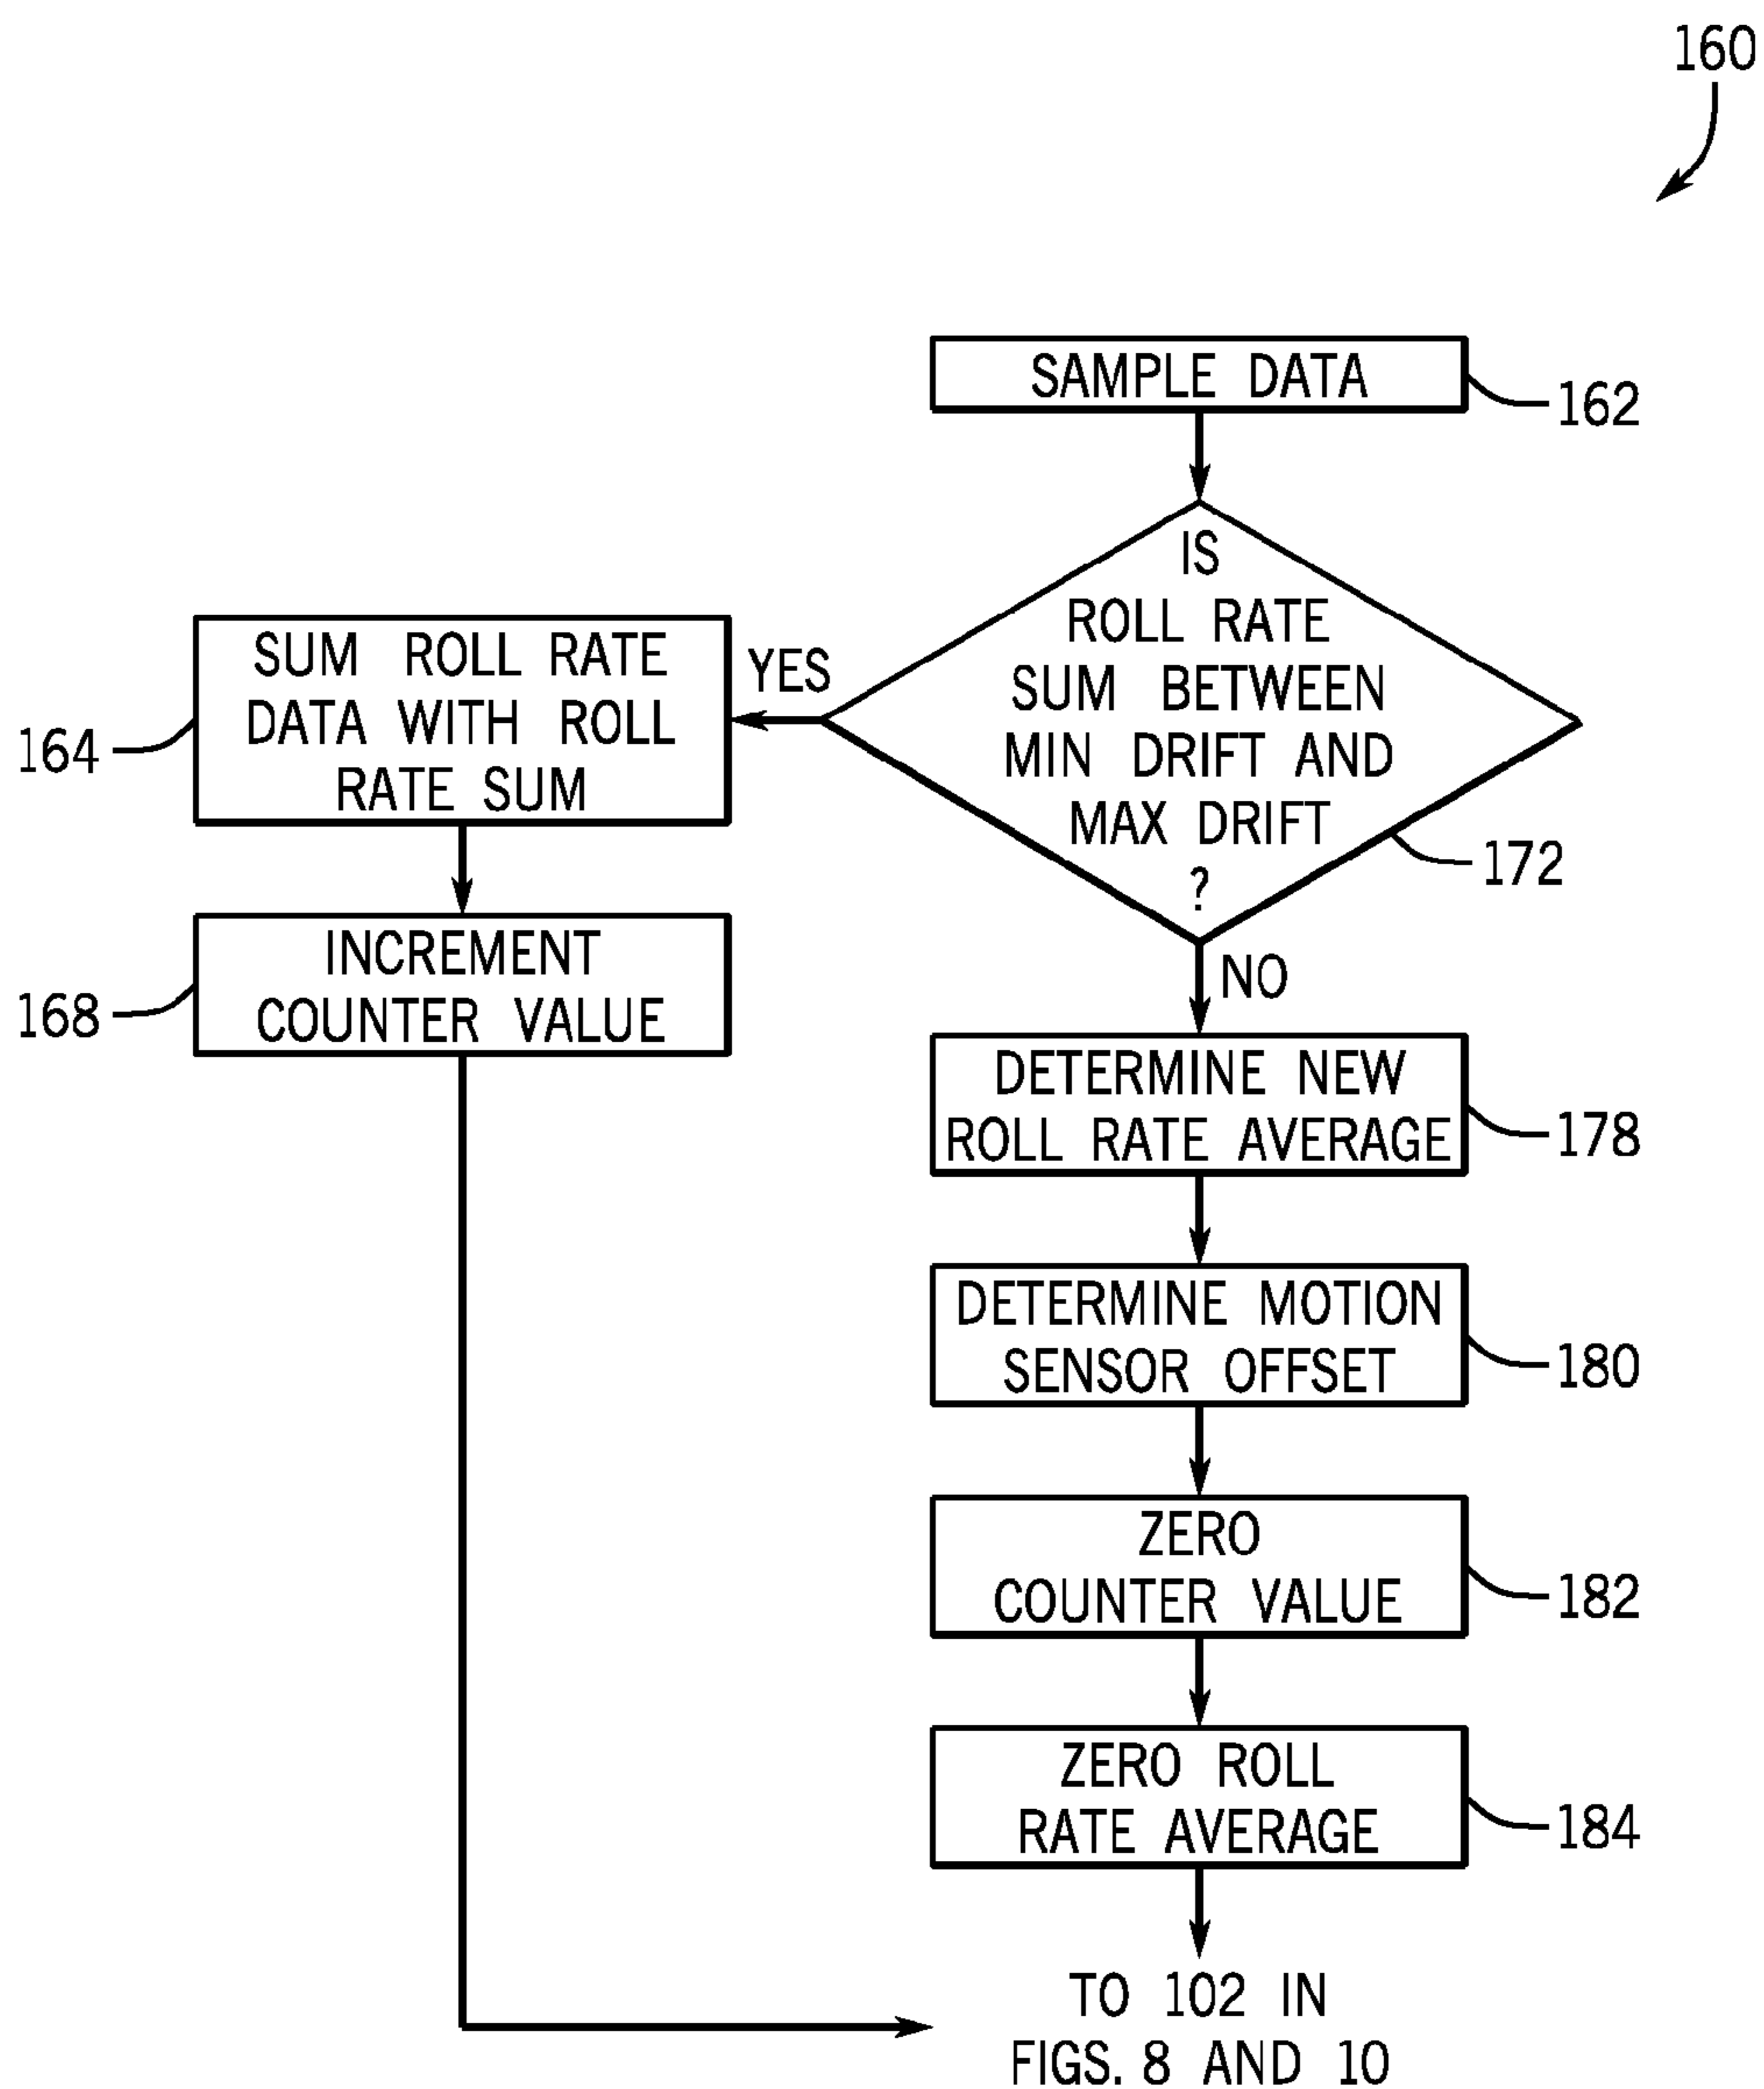 160
SAMPLE DATA
162
IS
ROLL RATE
SUM BETWEEN
MIN DRIFT AND
MAX DRIFT
?
172
YES
SUM ROLL RATE
DATA WITH ROLL
RATE SUM
164
INCREMENT
COUNTER VALUE
168
NO
DETERMINE NEW
ROLL RATE AVERAGE
178
DETERMINE MOTION
SENSOR OFFSET
180
ZERO
COUNTER VALUE
182
ZERO ROLL
RATE AVERAGE
184
TO 102 IN
FIGS. 8 AND 10